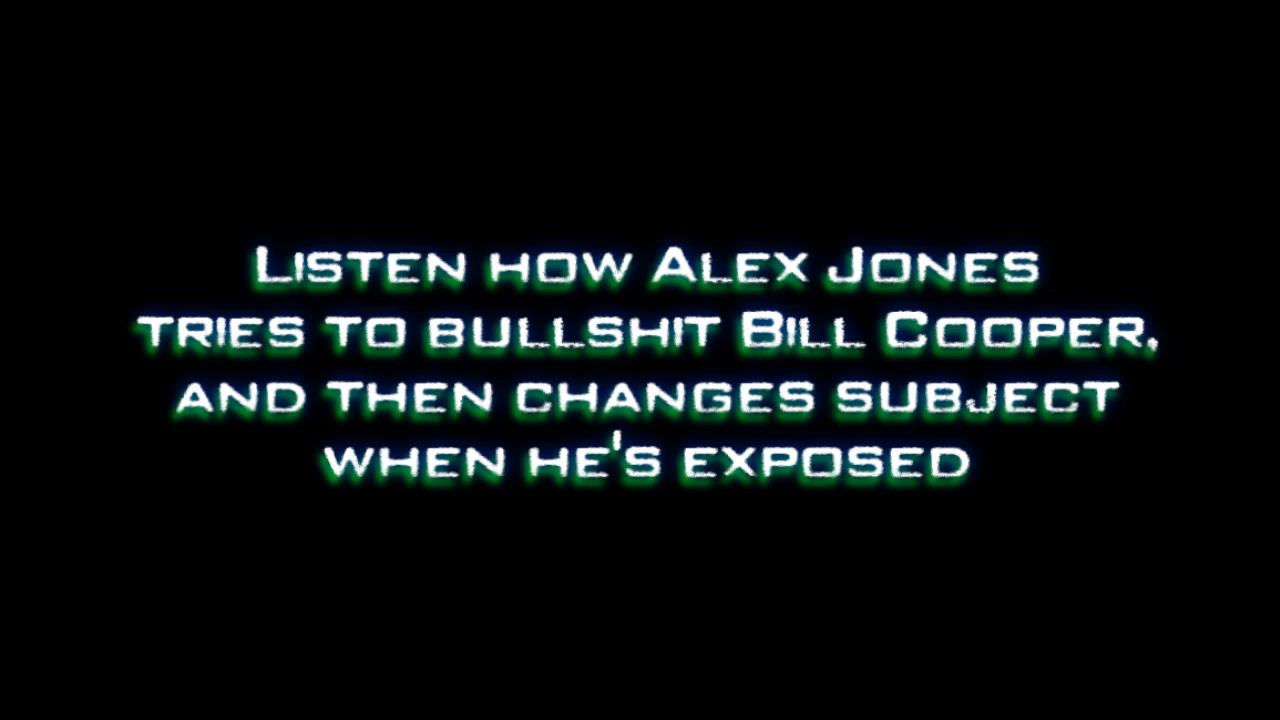 Listen how Alex Jones
tries to bullshit Bill Cooper,
and then changes subject
when he's exposed